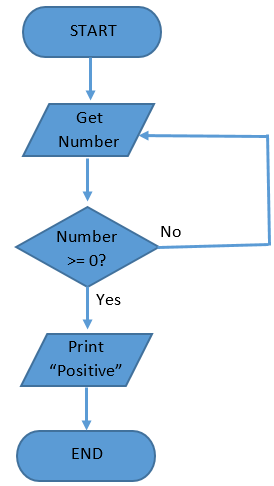 START
Get
Number
Number
>= 0?
No
Yes
Print
“Positive”
END